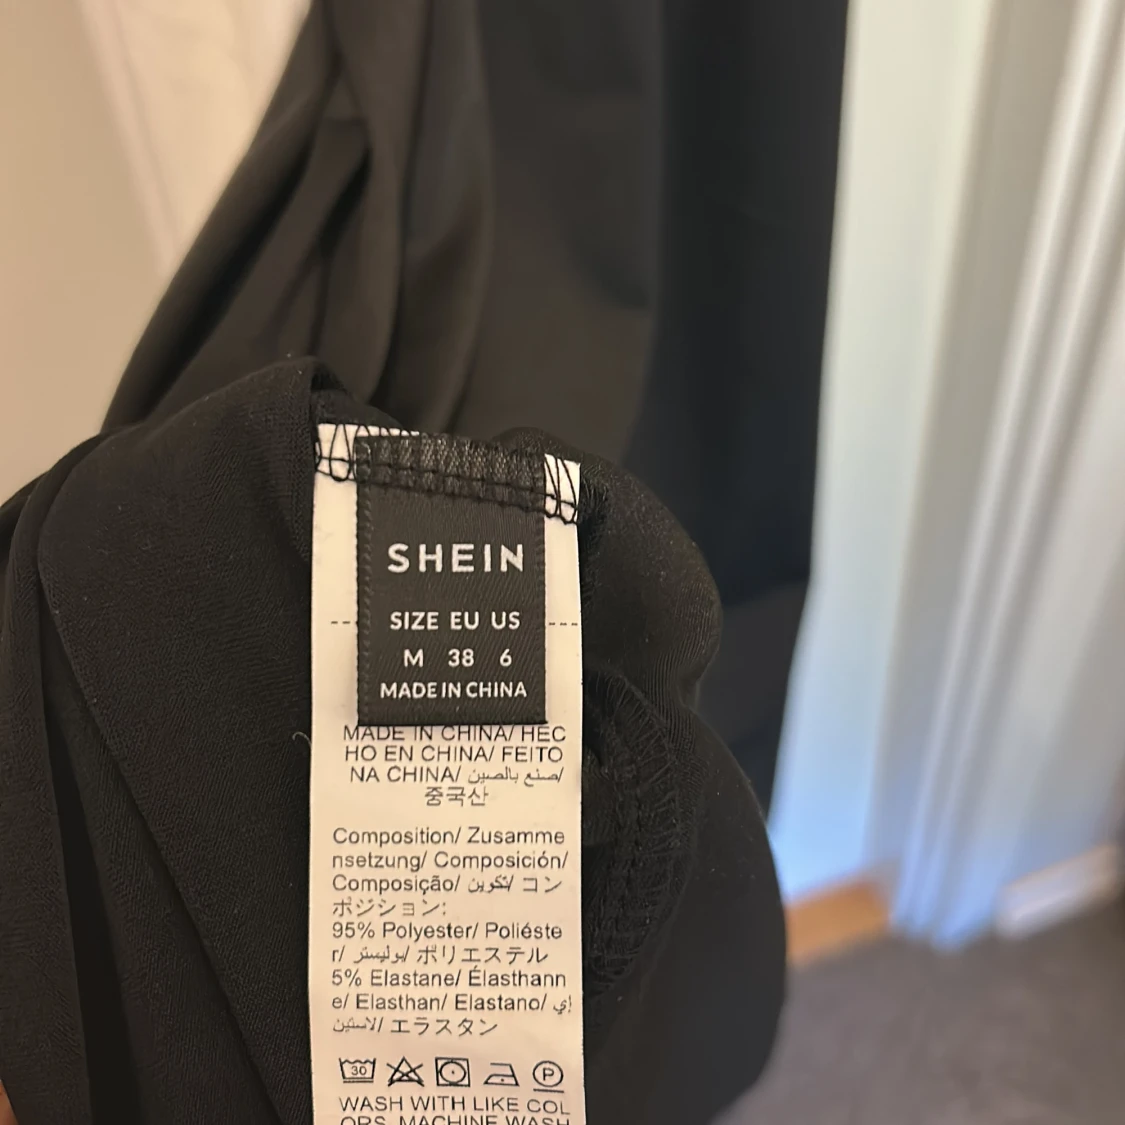 SHEIN
SIZE EU US
M 38 6
MADE IN CHINA
MADE IN CHINA/ HEC
HO EN CHINA/ FEITO
NA CHINA/ صنع بالصين/
중국산
Composition/ Zusamme
nsetzung/ Composición/
Composição/ تكوين/ コン
ポジション:
95% Polyester/ Poliéste
r/ بوليستر/ ポリエステル
5% Elastane/ Élasthann
e/ Elasthan/ Elastano/ إي
لاستين/ エラスタン
30
P
WASH WITH LIKE COL
ORS, MACHINE WASH